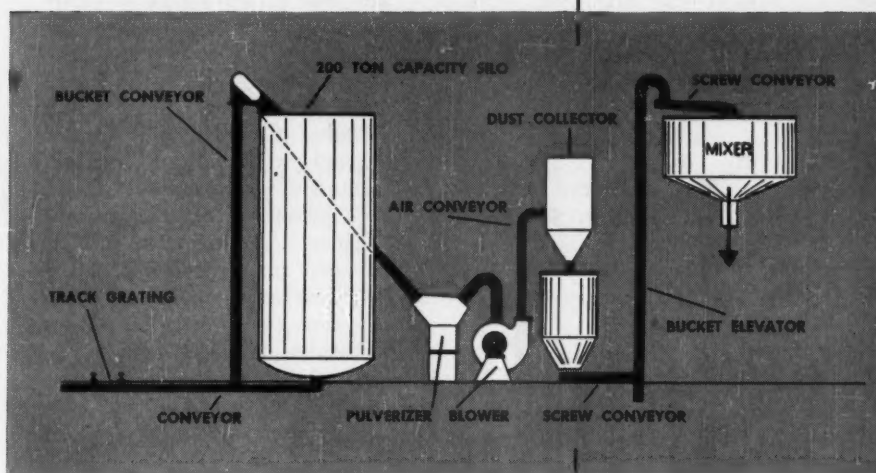 200 TON CAPACITY SILO
SCREW CONVEYOR
BUCKET CONVEYOR
DUST COLLECTOR
MIXER
AIR CONVEYOR
TRACK GRATING
BUCKET ELEVATOR
CONVEYOR
PULVERIZER
BLOWER
SCREW CONVEYOR